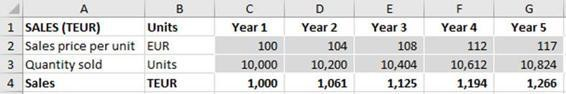 A B C D E F G
1 SALES (TEUR) Units Year 1 Year 2 Year 3 Year 4 Year 5
2 Sales price per unit EUR 100 104 108 112 117
3 Quantity sold Units 10,000 10,200 10,404 10,612 10,824
4 Sales TEUR 1,000 1,061 1,125 1,194 1,266